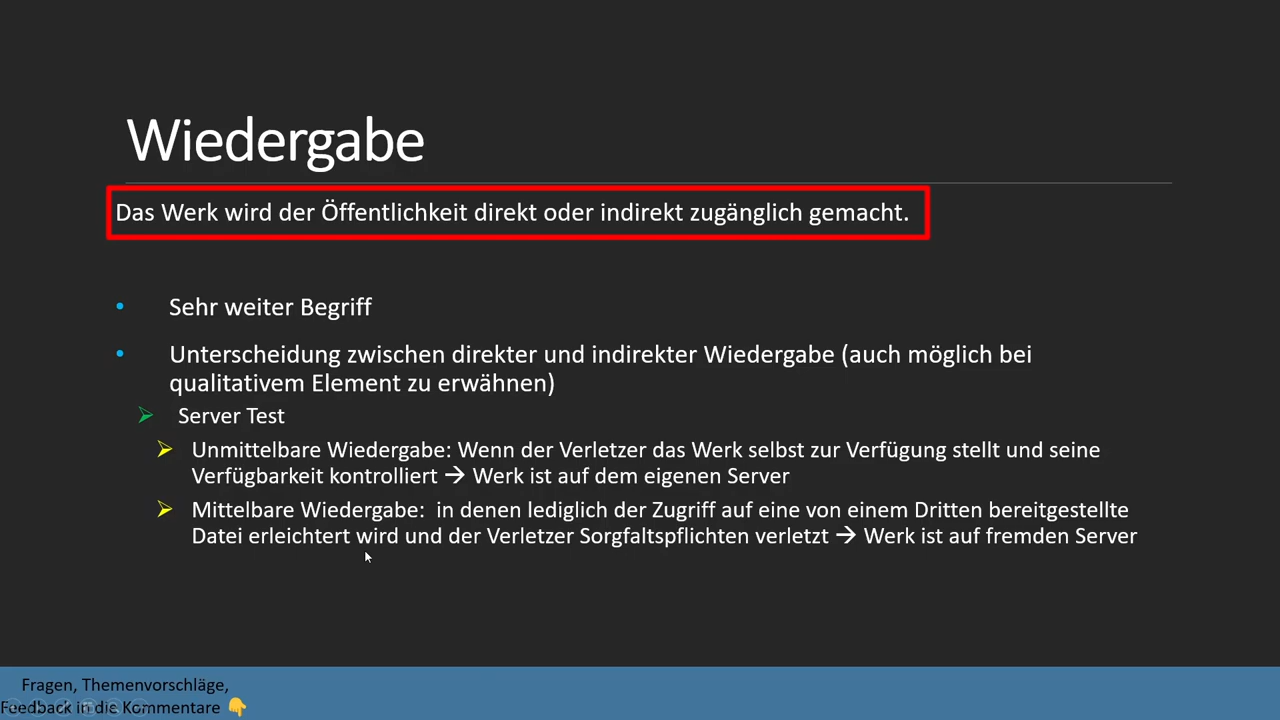 Wiedergabe
Das Werk wird der Öffentlichkeit direkt oder indirekt zugänglich gemacht.
• Sehr weiter Begriff
• Unterscheidung zwischen direkter und indirekter Wiedergabe (auch möglich bei
qualitativem Element zu erwähnen)
➢ Server Test
➢ Unmittelbare Wiedergabe: Wenn der Verletzer das Werk selbst zur Verfügung stellt und seine
Verfügbarkeit kontrolliert → Werk ist auf dem eigenen Server
➢ Mittelbare Wiedergabe: in denen lediglich der Zugriff auf eine von einem Dritten bereitgestellte
Datei erleichtert wird und der Verletzer Sorgfaltspflichten verletzt → Werk ist auf fremden Server
Fragen, Themenvorschläge,
Feedback in die Kommentare 👇